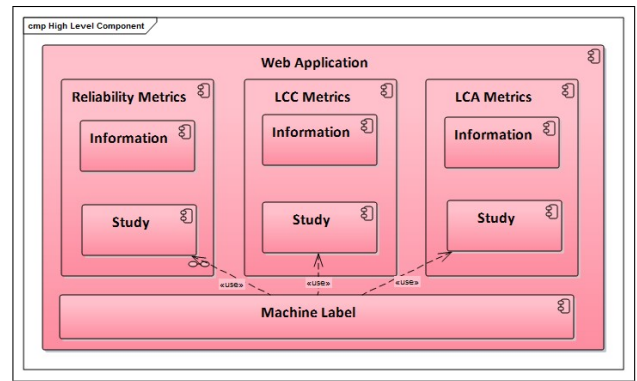 cmp High Level Component
Web Application
Reliability Metrics
LCC Metrics
LCA Metrics
Information
Information
Information
Study
Study
Study
«use»
«use»
«use»
Machine Label